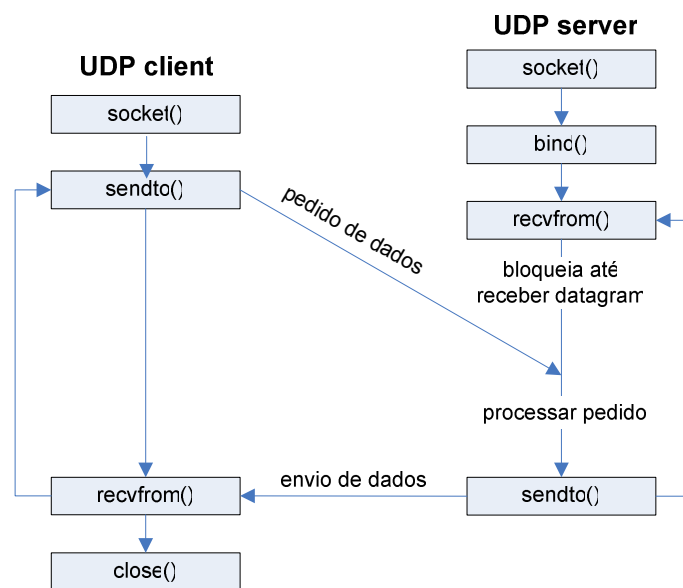 UDP client
socket()
sendto()
pedido de dados
recvfrom()
close()
UDP server
socket()
bind()
recvfrom()
bloqueia até
receber datagram
processar pedido
sendto()
envio de dados